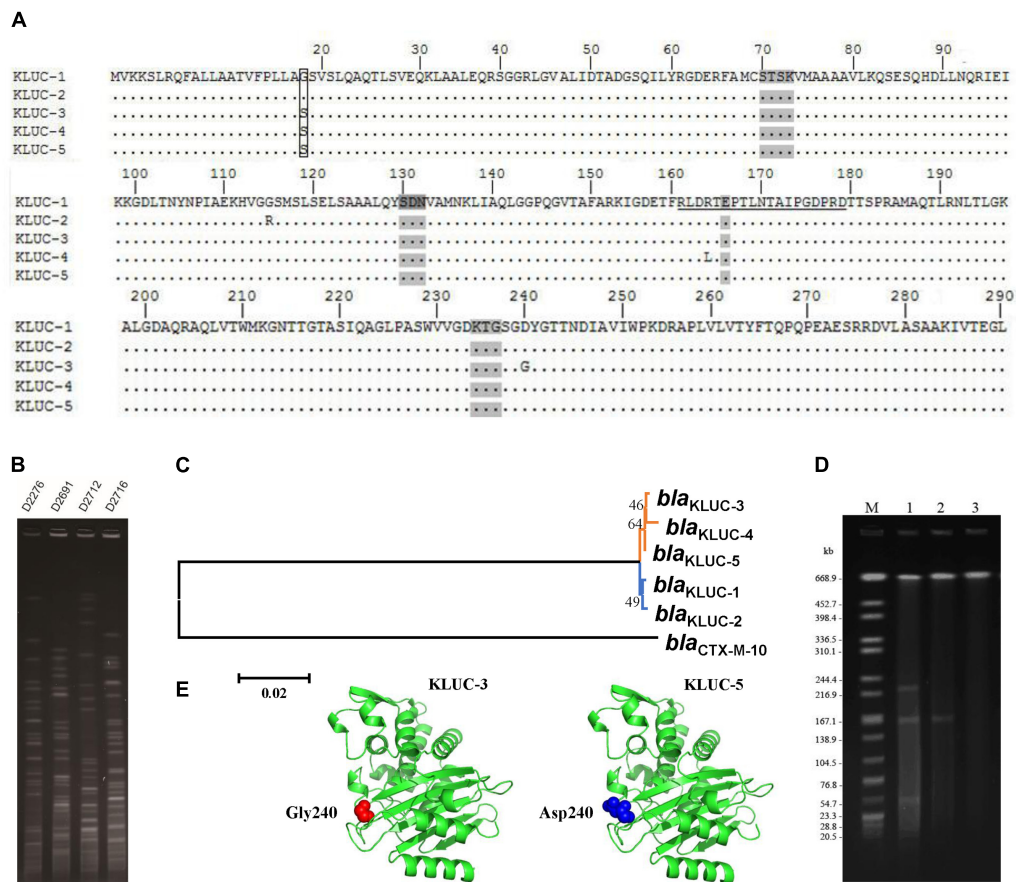 A
20 30 40 50 60 70 80 90
KLUC-1 MVKKSLRQFALLAATVFPLLAGSVSLQAQTLSVEQKLAALEQRSGGRLGVALIDTADGSQILYRGDERFAMCSTSKVMAAAAVLKQSESQHDLLNQRIEI
KLUC-2
KLUC-3 S
KLUC-4 S
KLUC-5 S
100 110 120 130 140 150 160 170 180 190
KLUC-1 KKGDLTNYNPIAEKHVGGSMSLSELSAAALQYSDNVAMNKLIAQLGGPQGVTAFARKIGDETFRLDRTEPTLNTAIPGDPRDTTSPRAMAQTLRNLTLGK
KLUC-2 R
KLUC-3
KLUC-4 L
KLUC-5
200 210 220 230 240 250 260 270 280 290
KLUC-1 ALGDAQRAQLVTWMKGNTTGTASIQAGLPASWVVGDKTGSGDYGTTNDIAVIWPKDRAPLVLVTYFTQPQPEAESRRDVLASAAKIVTEGL
KLUC-2
KLUC-3 G
KLUC-4
KLUC-5
B
D2276 D2691 D2712 D2716
C
46
64
49
blaKLUC-3
blaKLUC-4
blaKLUC-5
blaKLUC-1
blaKLUC-2
blaCTX-M-10
0.02
D
M 1 2 3
kb
668.9
452.7
398.4
336.5
310.1
244.4
216.9
167.1
138.9
104.5
76.8
54.7
23.3
28.8
20.5
E
KLUC-3
Gly240
KLUC-5
Asp240